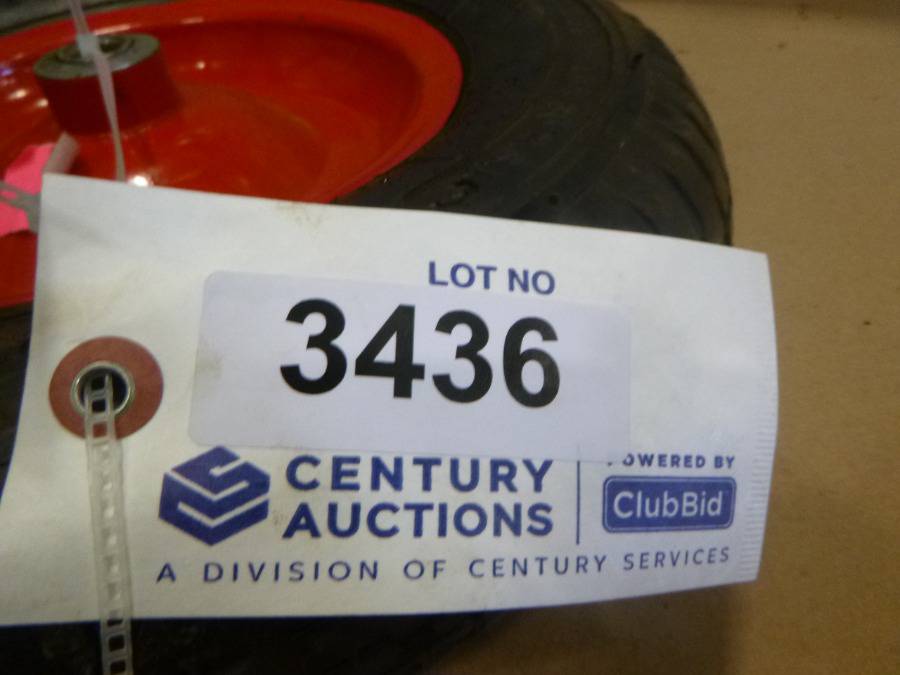 LOT NO
3436
CENTURY
AUCTIONS
POWERED BY
ClubBid
A DIVISION OF CENTURY SERVICES